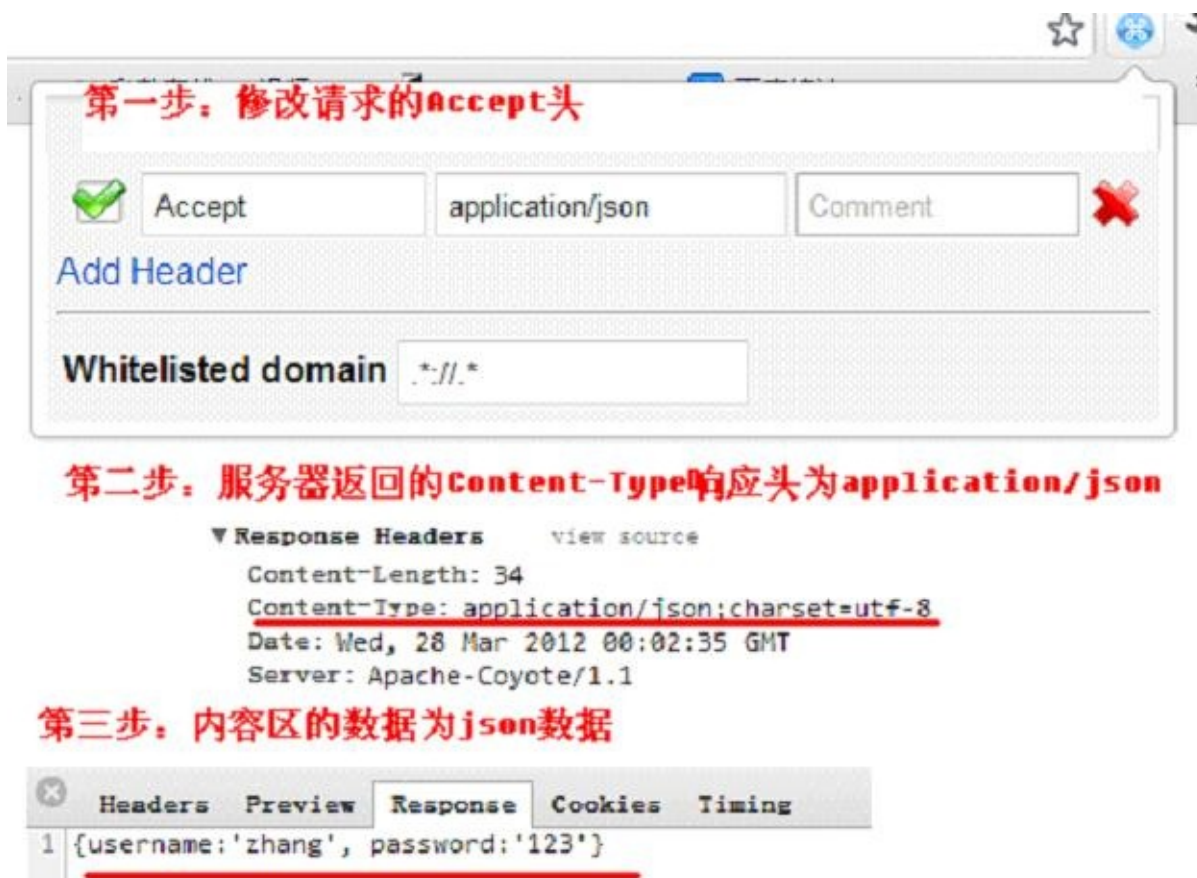 第一步：修改请求的Accept头
Accept application/json Comment
Add Header
Whitelisted domain .*://.*
第二步：服务器返回的Content-Type响应头为application/json
▼Response Headers view source
Content-Length: 34
Content-Type: application/json;charset=utf-8
Date: Wed, 28 Mar 2012 00:02:35 GMT
Server: Apache-Coyote/1.1
第三步：内容区的数据为json数据
Headers Preview Response Cookies Timing
1 {username:'zhang', password:'123'}